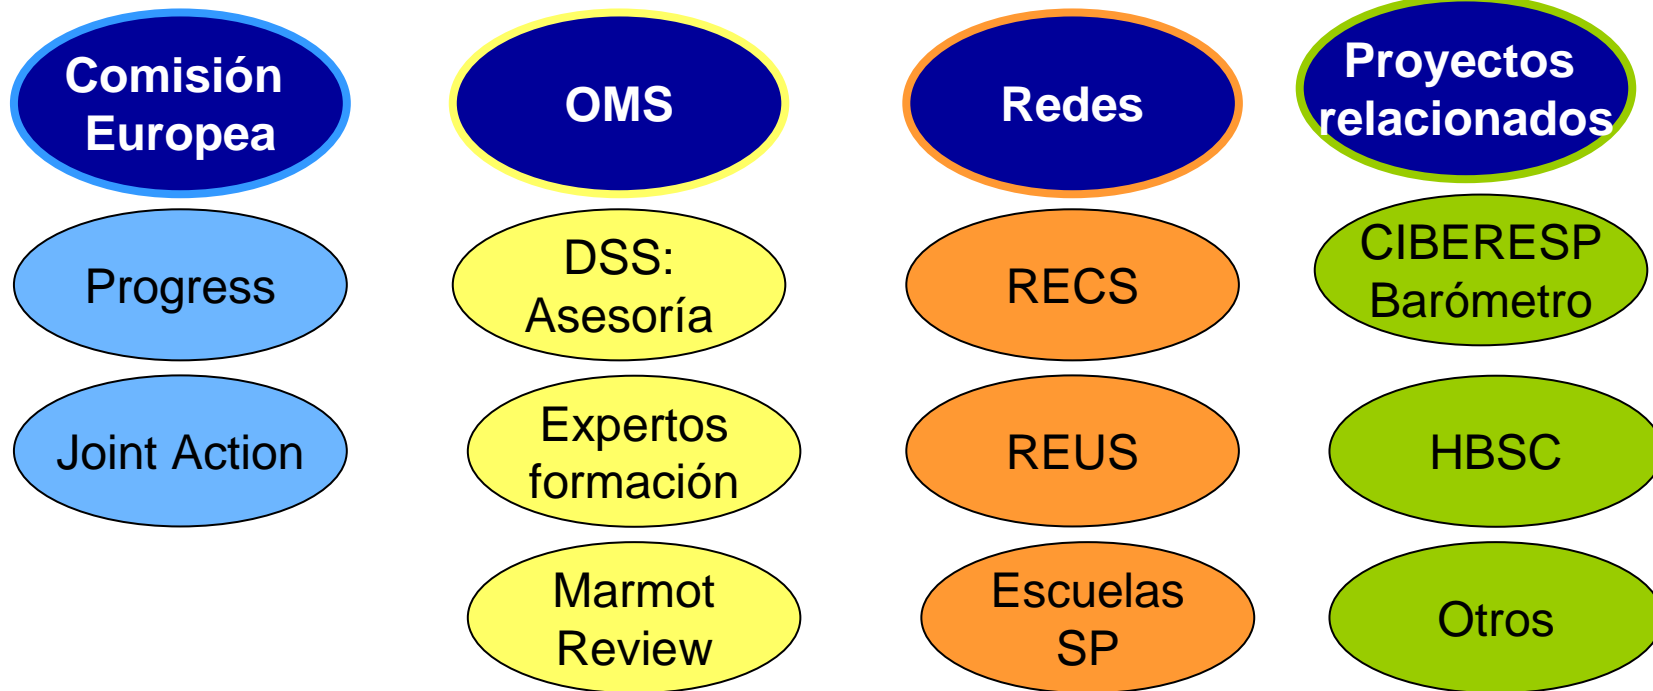 Comisión
Europea
OMS
Redes
Proyectos
relacionados
Progress
DSS:
Asesoría
RECS
CIBERESP
Barómetro
Joint Action
Expertos
formación
REUS
HBSC
Marmot
Review
Escuelas
SP
Otros